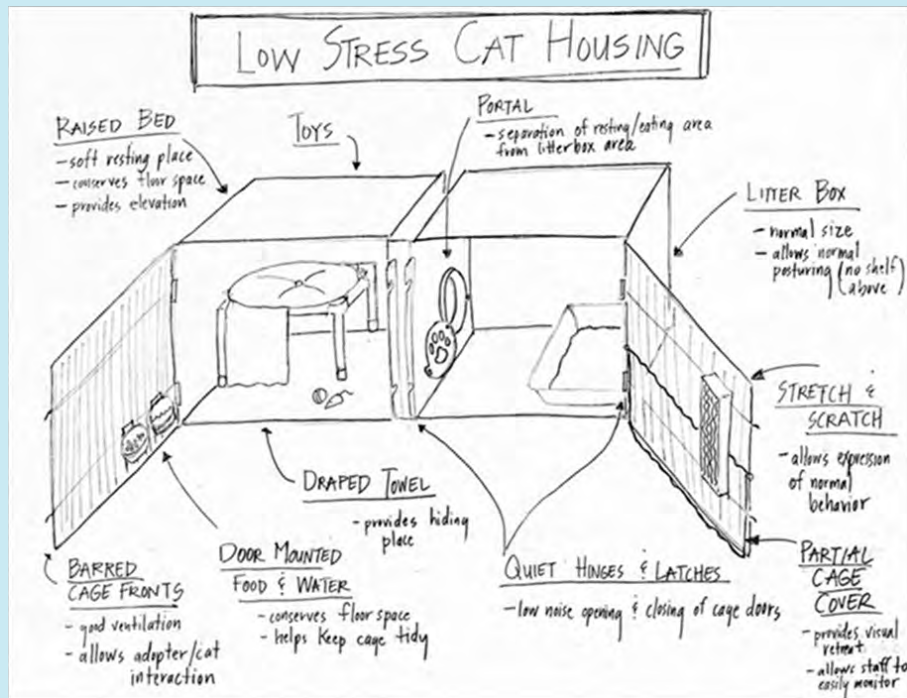 LOW STRESS CAT HOUSING
RAISED BED
- soft resting place
- conserves floor space
- provides elevation
TOYS
PORTAL
- separation of resting/eating area
from litterbox area
LITTER BOX
- normal size
- allows normal
posturing (no shelf
above)
STRETCH &
SCRATCH
- allows expression
of normal
behavior
DRAPED TOWEL
- provides hiding
place
BARRED
CAGE FRONTS
- good ventilation
- allows adopter/cat
interaction
DOOR MOUNTED
FOOD & WATER
- conserves floor space
- helps keep cage tidy
QUIET HINGES & LATCHES
- low noise opening & closing of cage doors
PARTIAL
CAGE
COVER
- provides visual
retreat
- allows staff to
easily monitor